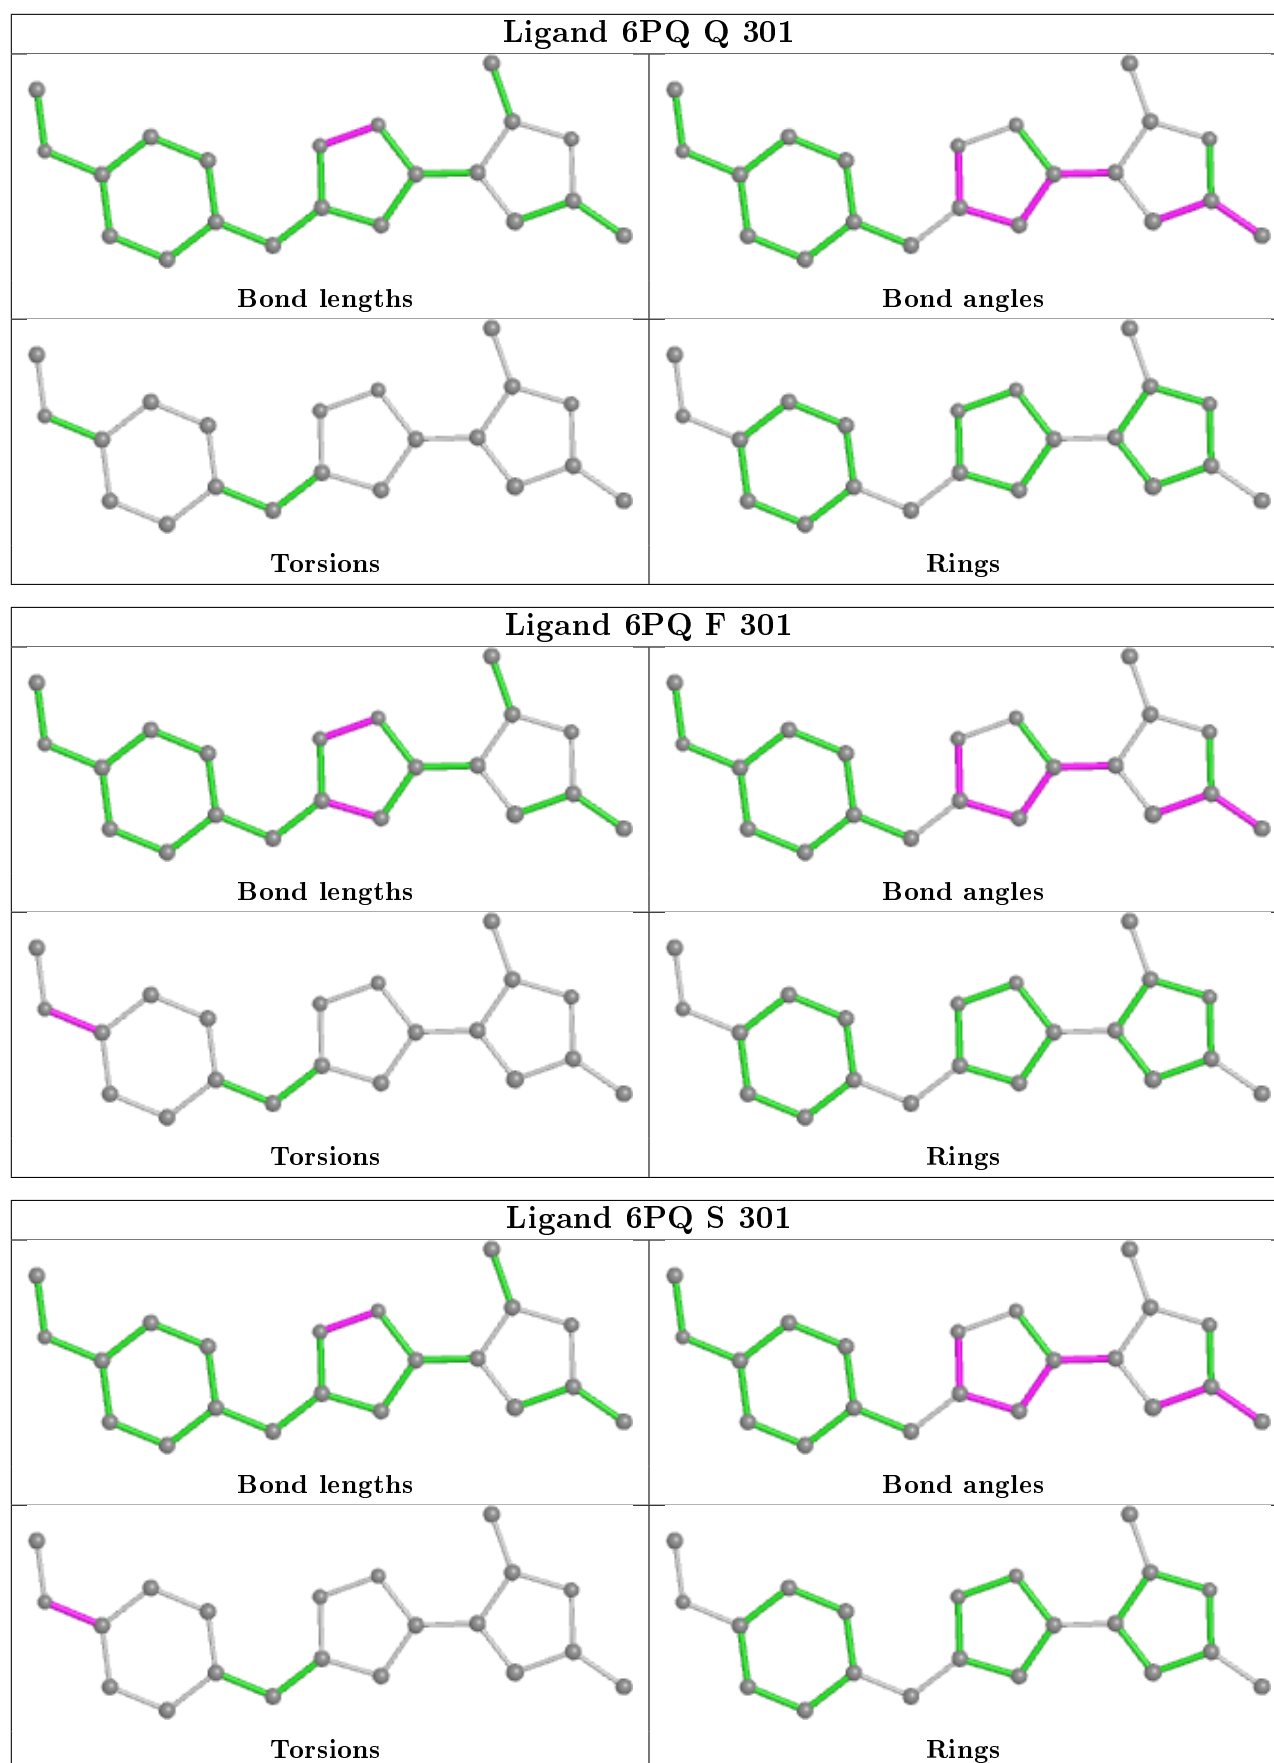 Ligand 6PQ Q 301
Bond lengths
Bond angles
Torsions
Rings
Ligand 6PQ F 301
Bond lengths
Bond angles
Torsions
Rings
Ligand 6PQ S 301
Bond lengths
Bond angles
Torsions
Rings